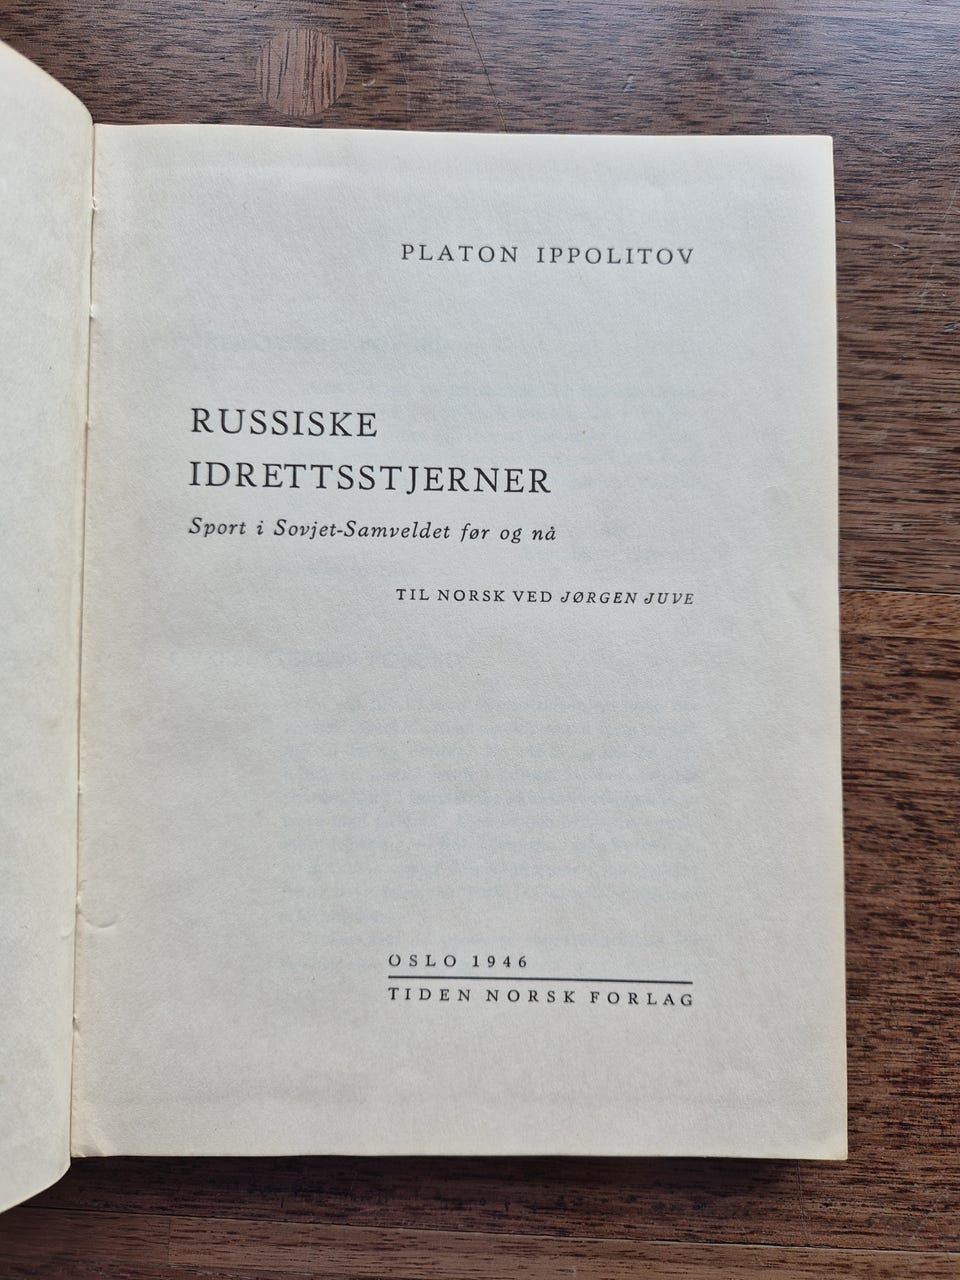 PLATON IPPOLITOV
RUSSISKE
IDRETTSSTJERNER
Sport i Sovjet-Samveldet før og nå
TIL NORSK VED JØRGEN JUVE
OSLO 1946
TIDEN NORSK FORLAG